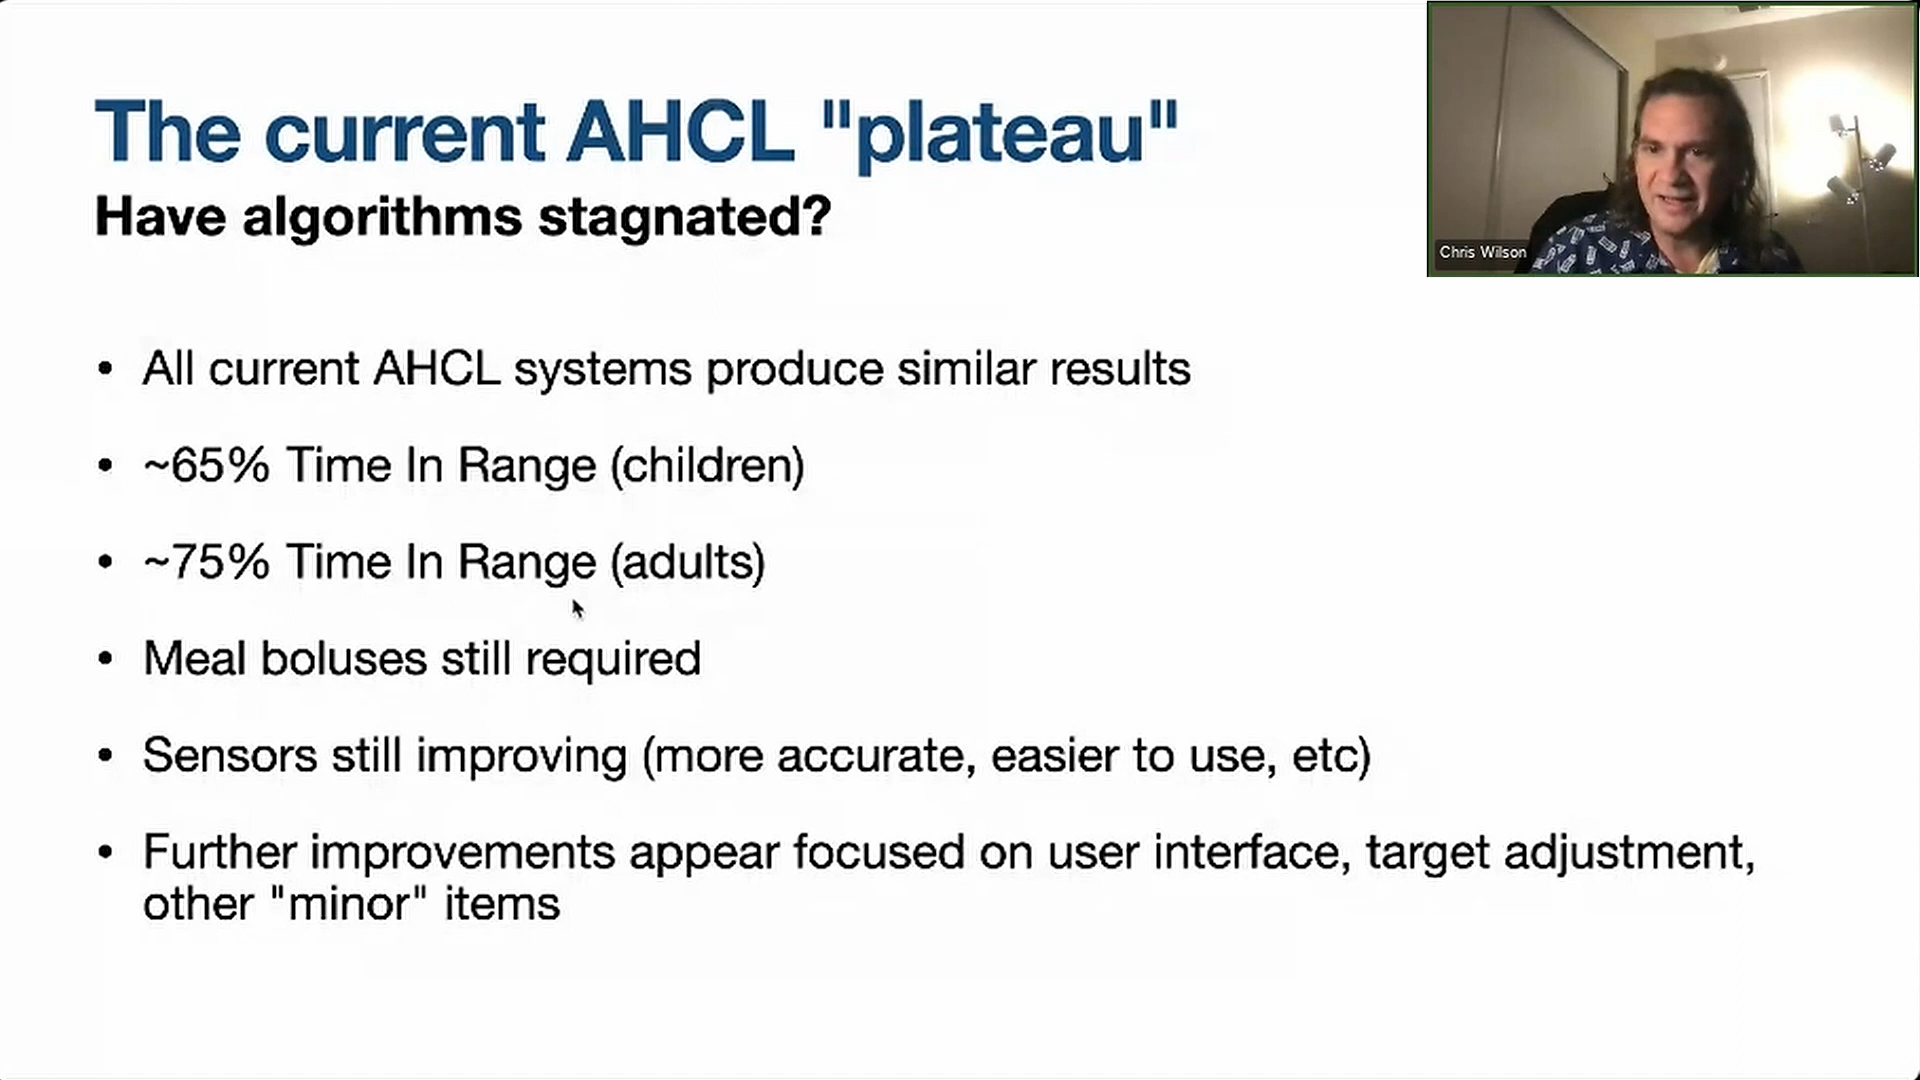 The current AHCL "plateau"
Have algorithms stagnated?
Chris Wilson
• All current AHCL systems produce similar results
• ~65% Time In Range (children)
• ~75% Time In Range (adults)
• Meal boluses still required
• Sensors still improving (more accurate, easier to use, etc)
• Further improvements appear focused on user interface, target adjustment,
other "minor" items